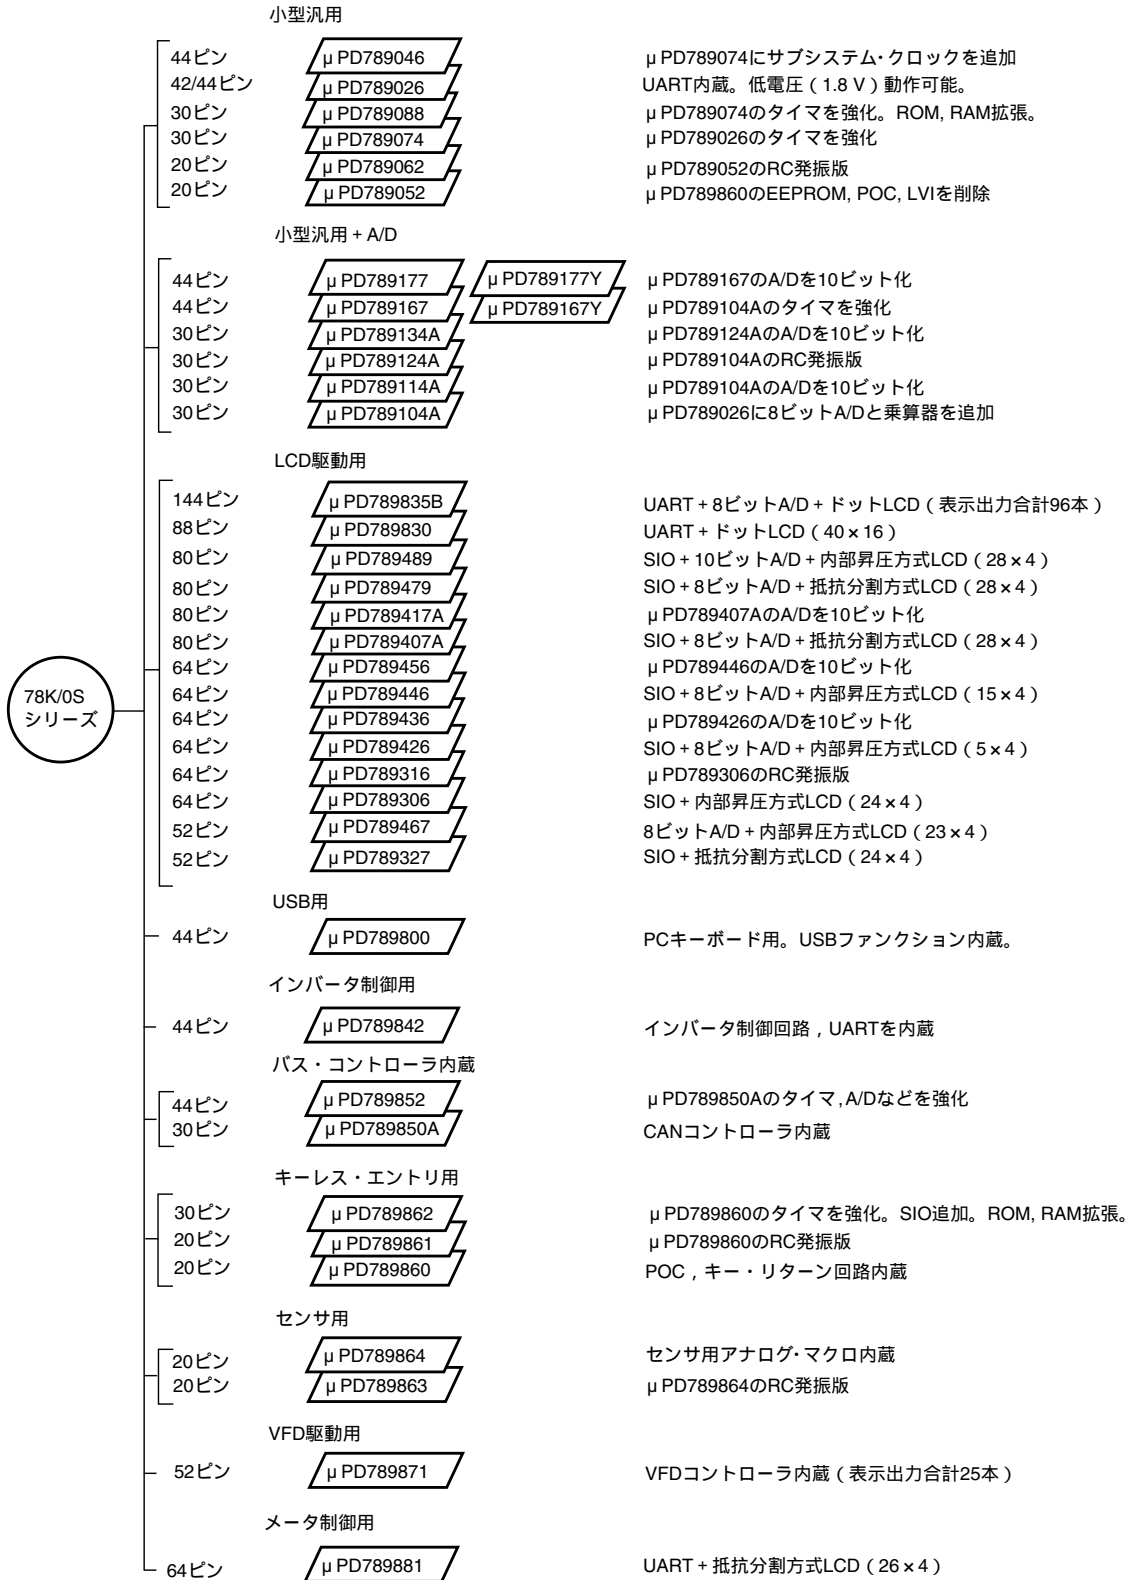 小型汎用
44ピン μPD789046 μPD789074にサブシステム・クロックを追加
42/44ピン μPD789026 UART内蔵。低電圧（1.8 V）動作可能。
30ピン μPD789088 μPD789074のタイマを強化。ROM, RAM拡張。
30ピン μPD789074 μPD789026のタイマを強化
20ピン μPD789062 μPD789052のRC発振版
20ピン μPD789052 μPD789860のEEPROM, POC, LVIを削除
小型汎用 + A/D
44ピン μPD789177 μPD789177Y μPD789167のA/Dを10ビット化
44ピン μPD789167 μPD789167Y μPD789104Aのタイマを強化
30ピン μPD789134A μPD789124AのA/Dを10ビット化
30ピン μPD789124A μPD789104AのRC発振版
30ピン μPD789114A μPD789104AのA/Dを10ビット化
30ピン μPD789104A μPD789026に8ビットA/Dと乗算器を追加
LCD駆動用
144ピン μPD789835B UART + 8ビットA/D + ドットLCD（表示出力合計96本）
88ピン μPD789830 UART + ドットLCD（40×16）
80ピン μPD789489 SIO + 10ビットA/D + 内部昇圧方式LCD（28×4）
80ピン μPD789479 SIO + 8ビットA/D + 抵抗分割方式LCD（28×4）
80ピン μPD789417A μPD789407AのA/Dを10ビット化
80ピン μPD789407A SIO + 8ビットA/D + 抵抗分割方式LCD（28×4）
64ピン μPD789456 μPD789446のA/Dを10ビット化
78K/0S
シリーズ
64ピン μPD789446 SIO + 8ビットA/D + 内部昇圧方式LCD（15×4）
64ピン μPD789436 μPD789426のA/Dを10ビット化
64ピン μPD789426 SIO + 8ビットA/D + 内部昇圧方式LCD（5×4）
64ピン μPD789316 μPD789306のRC発振版
64ピン μPD789306 SIO + 内部昇圧方式LCD（24×4）
52ピン μPD789467 8ビットA/D + 内部昇圧方式LCD（23×4）
52ピン μPD789327 SIO + 抵抗分割方式LCD（24×4）
USB用
44ピン μPD789800 PCキーボード用。USBファンクション内蔵。
インバータ制御用
44ピン μPD789842 インバータ制御回路，UARTを内蔵
バス・コントローラ内蔵
44ピン μPD789852 μPD789850Aのタイマ, A/Dなどを強化
30ピン μPD789850A CANコントローラ内蔵
キーレス・エントリ用
30ピン μPD789862 μPD789860のタイマを強化。SIO追加。ROM, RAM拡張。
20ピン μPD789861 μPD789860のRC発振版
20ピン μPD789860 POC，キー・リターン回路内蔵
センサ用
20ピン μPD789864 センサ用アナログ・マクロ内蔵
20ピン μPD789863 μPD789864のRC発振版
VFD駆動用
52ピン μPD789871 VFDコントローラ内蔵（表示出力合計25本）
メータ制御用
64ピン μPD789881 UART + 抵抗分割方式LCD（26×4）